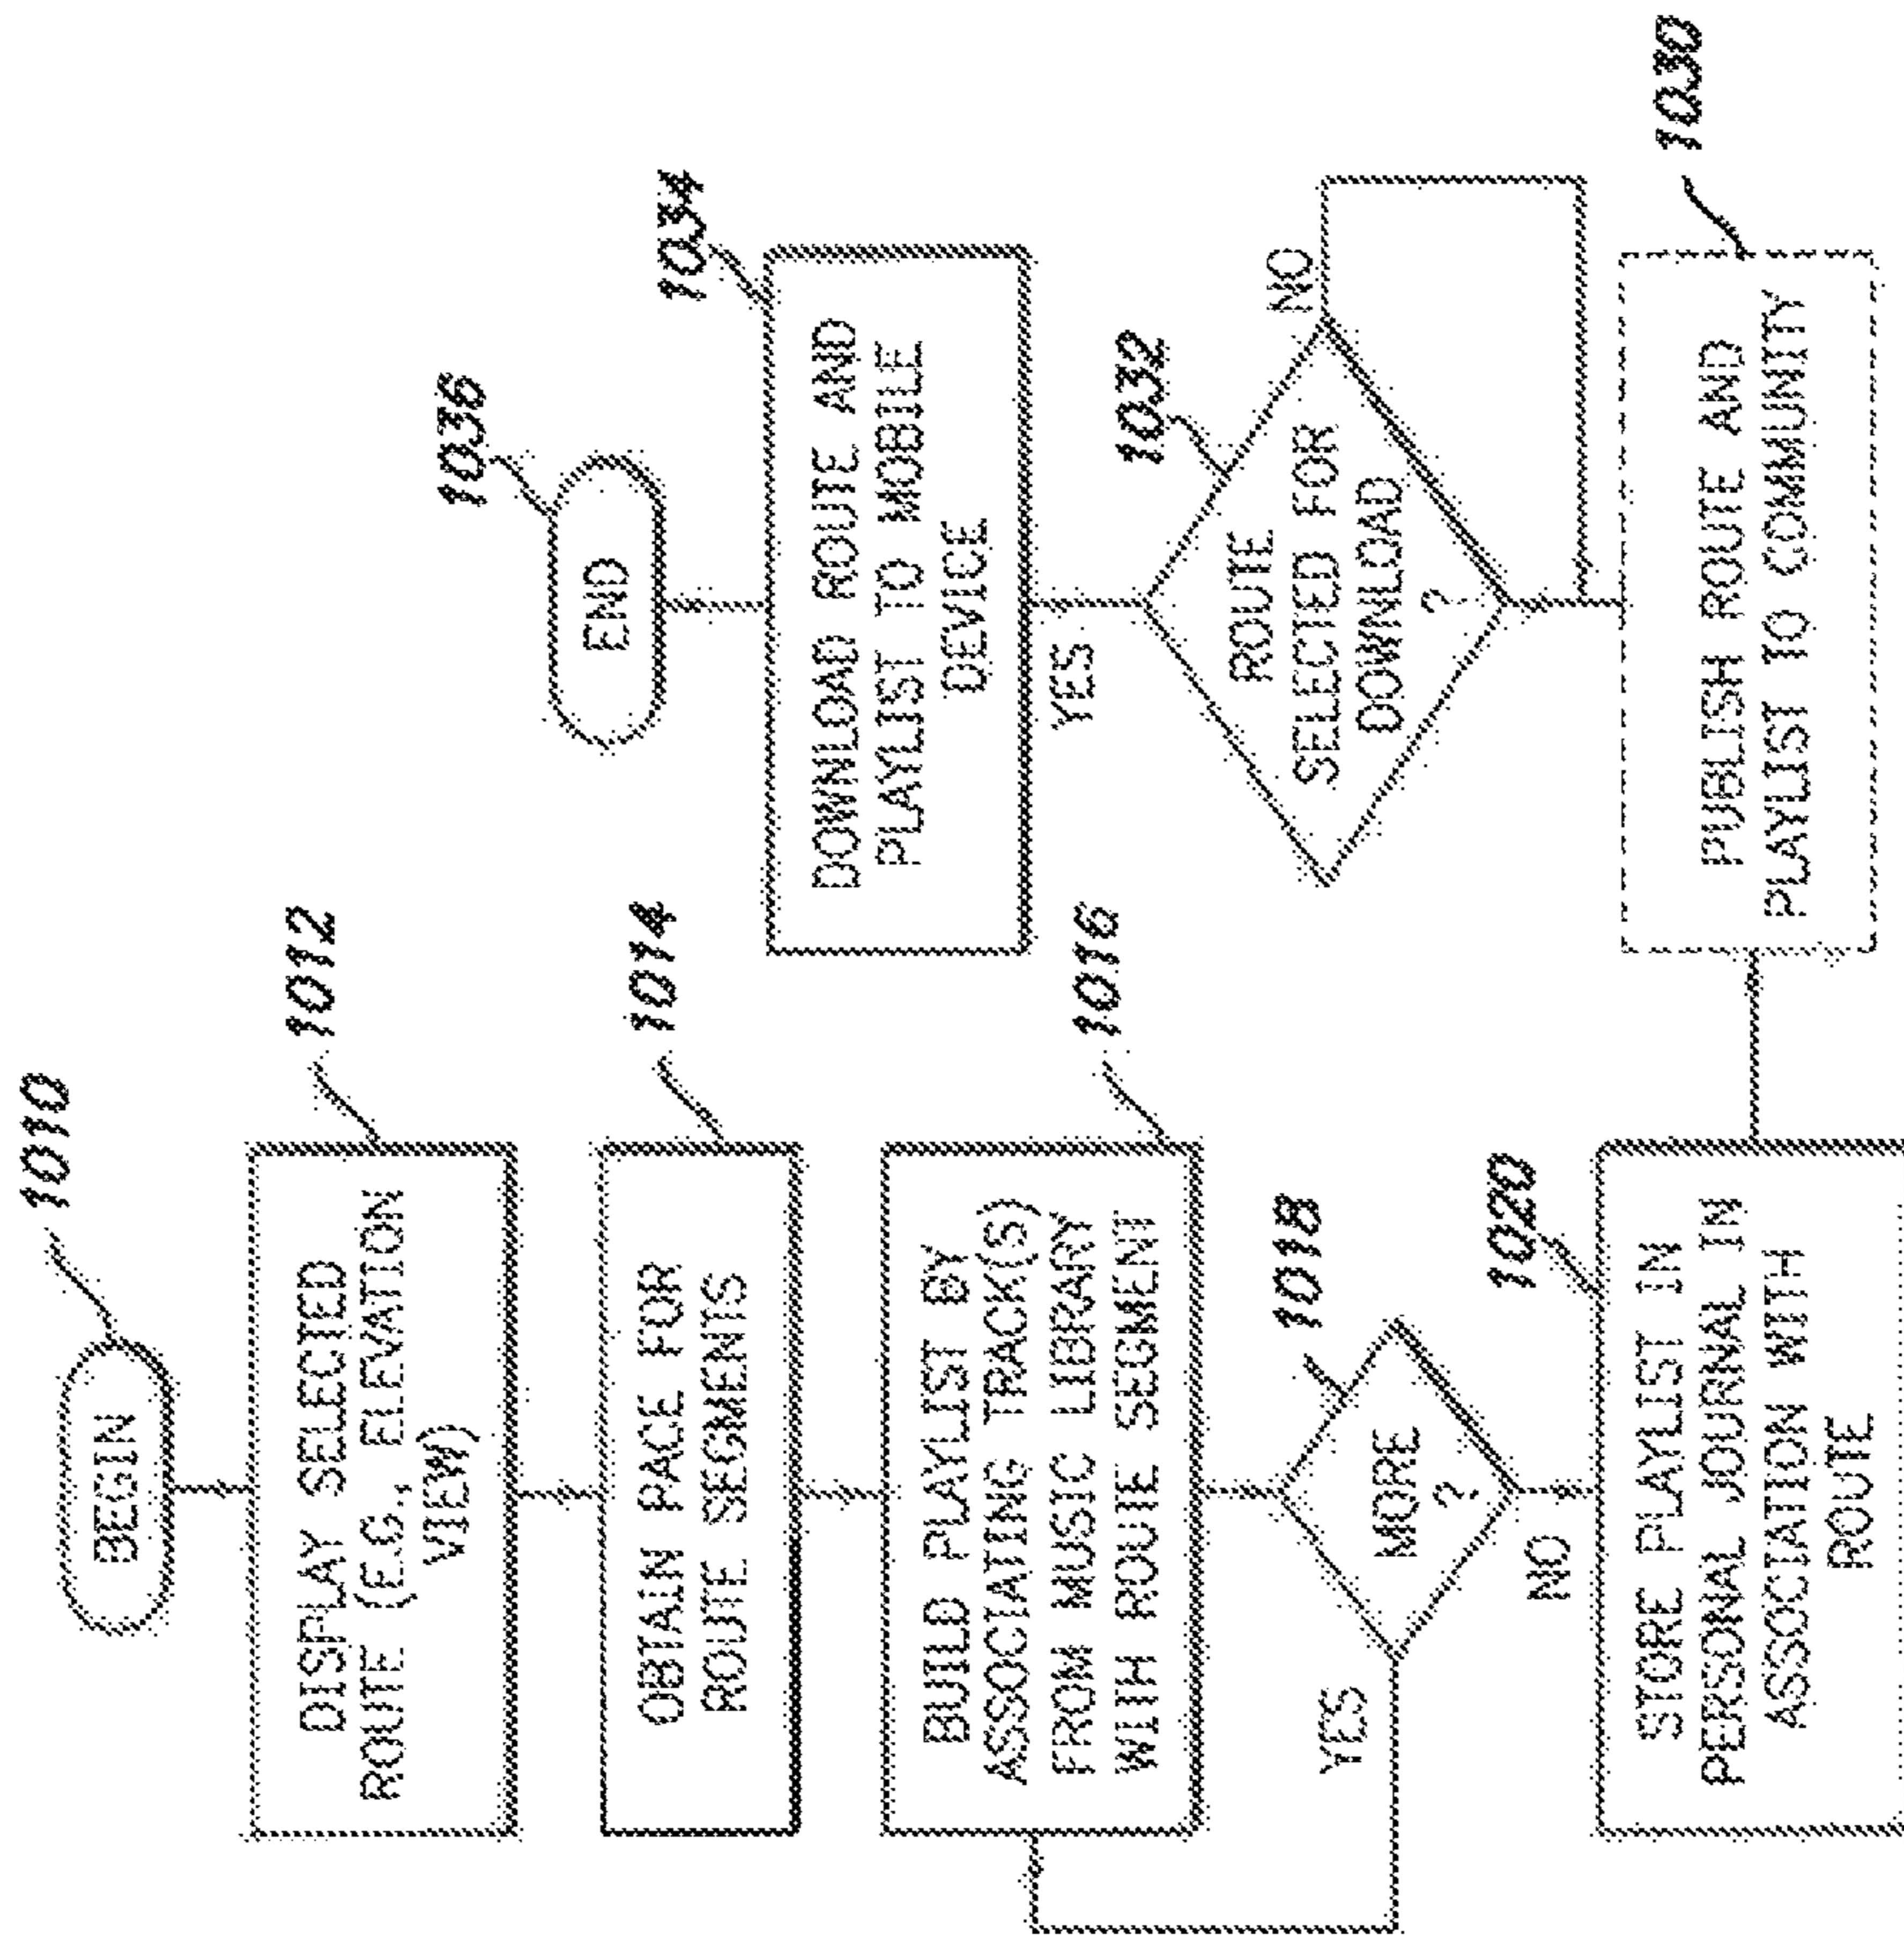 1010
BEGIN
1012
DISPLAY SELECTED
ROUTE (E.G., ELEVATION
VIEW)
1014
OBTAIN PACE FOR
ROUTE SEGMENTS
1016
BUILD PLAYLIST BY
ASSOCIATING TRACK(S)
FROM MUSIC LIBRARY
WITH ROUTE SEGMENT
1018
MORE
?
YES
NO
1020
STORE PLAYLIST IN
PERSONAL JOURNAL IN
ASSOCIATION WITH
ROUTE
1030
PUBLISH ROUTE AND
PLAYLIST TO COMMUNITY
1032
ROUTE
SELECTED FOR
DOWNLOAD
?
NO
YES
1034
DOWNLOAD ROUTE AND
PLAYLIST TO MOBILE
DEVICE
1036
END